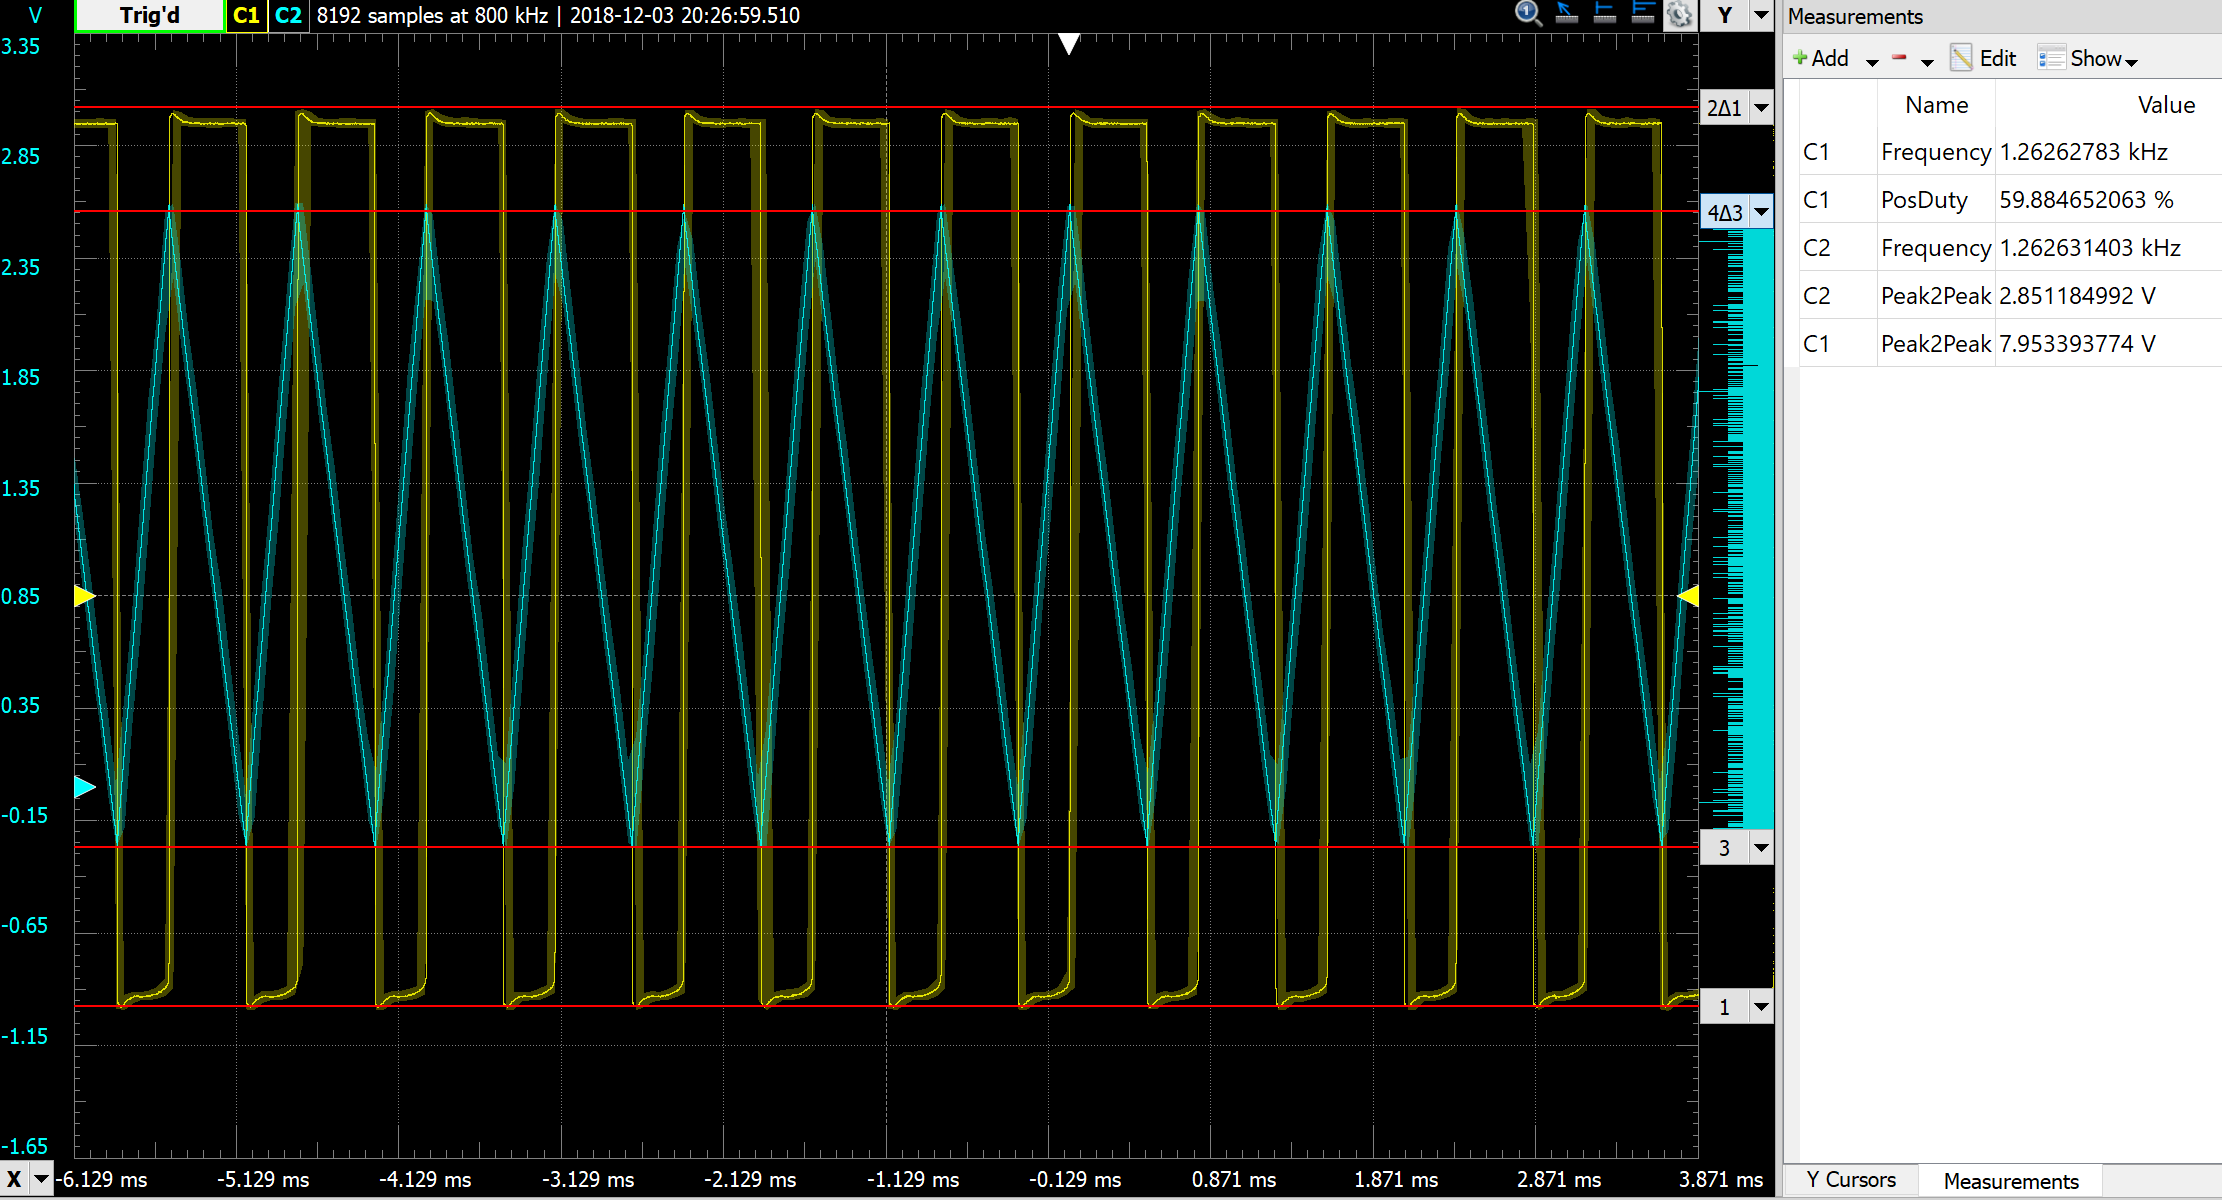 V
Trig'd
C1
C2
8192 samples at 800 kHz | 2018-12-03 20:26:59.510
1
Y
3.35
2.85
2.35
1.85
1.35
0.85
0.35
-0.15
-0.65
-1.15
-1.65
2Δ1
4Δ3
3
1
X
-6.129 ms
-5.129 ms
-4.129 ms
-3.129 ms
-2.129 ms
-1.129 ms
-0.129 ms
0.871 ms
1.871 ms
2.871 ms
3.871 ms
Measurements
Add
Edit
Show
Name Value
C1 Frequency 1.26262783 kHz
C1 PosDuty 59.884652063 %
C2 Frequency 1.262631403 kHz
C2 Peak2Peak 2.851184992 V
C1 Peak2Peak 7.953393774 V
Y Cursors
Measurements